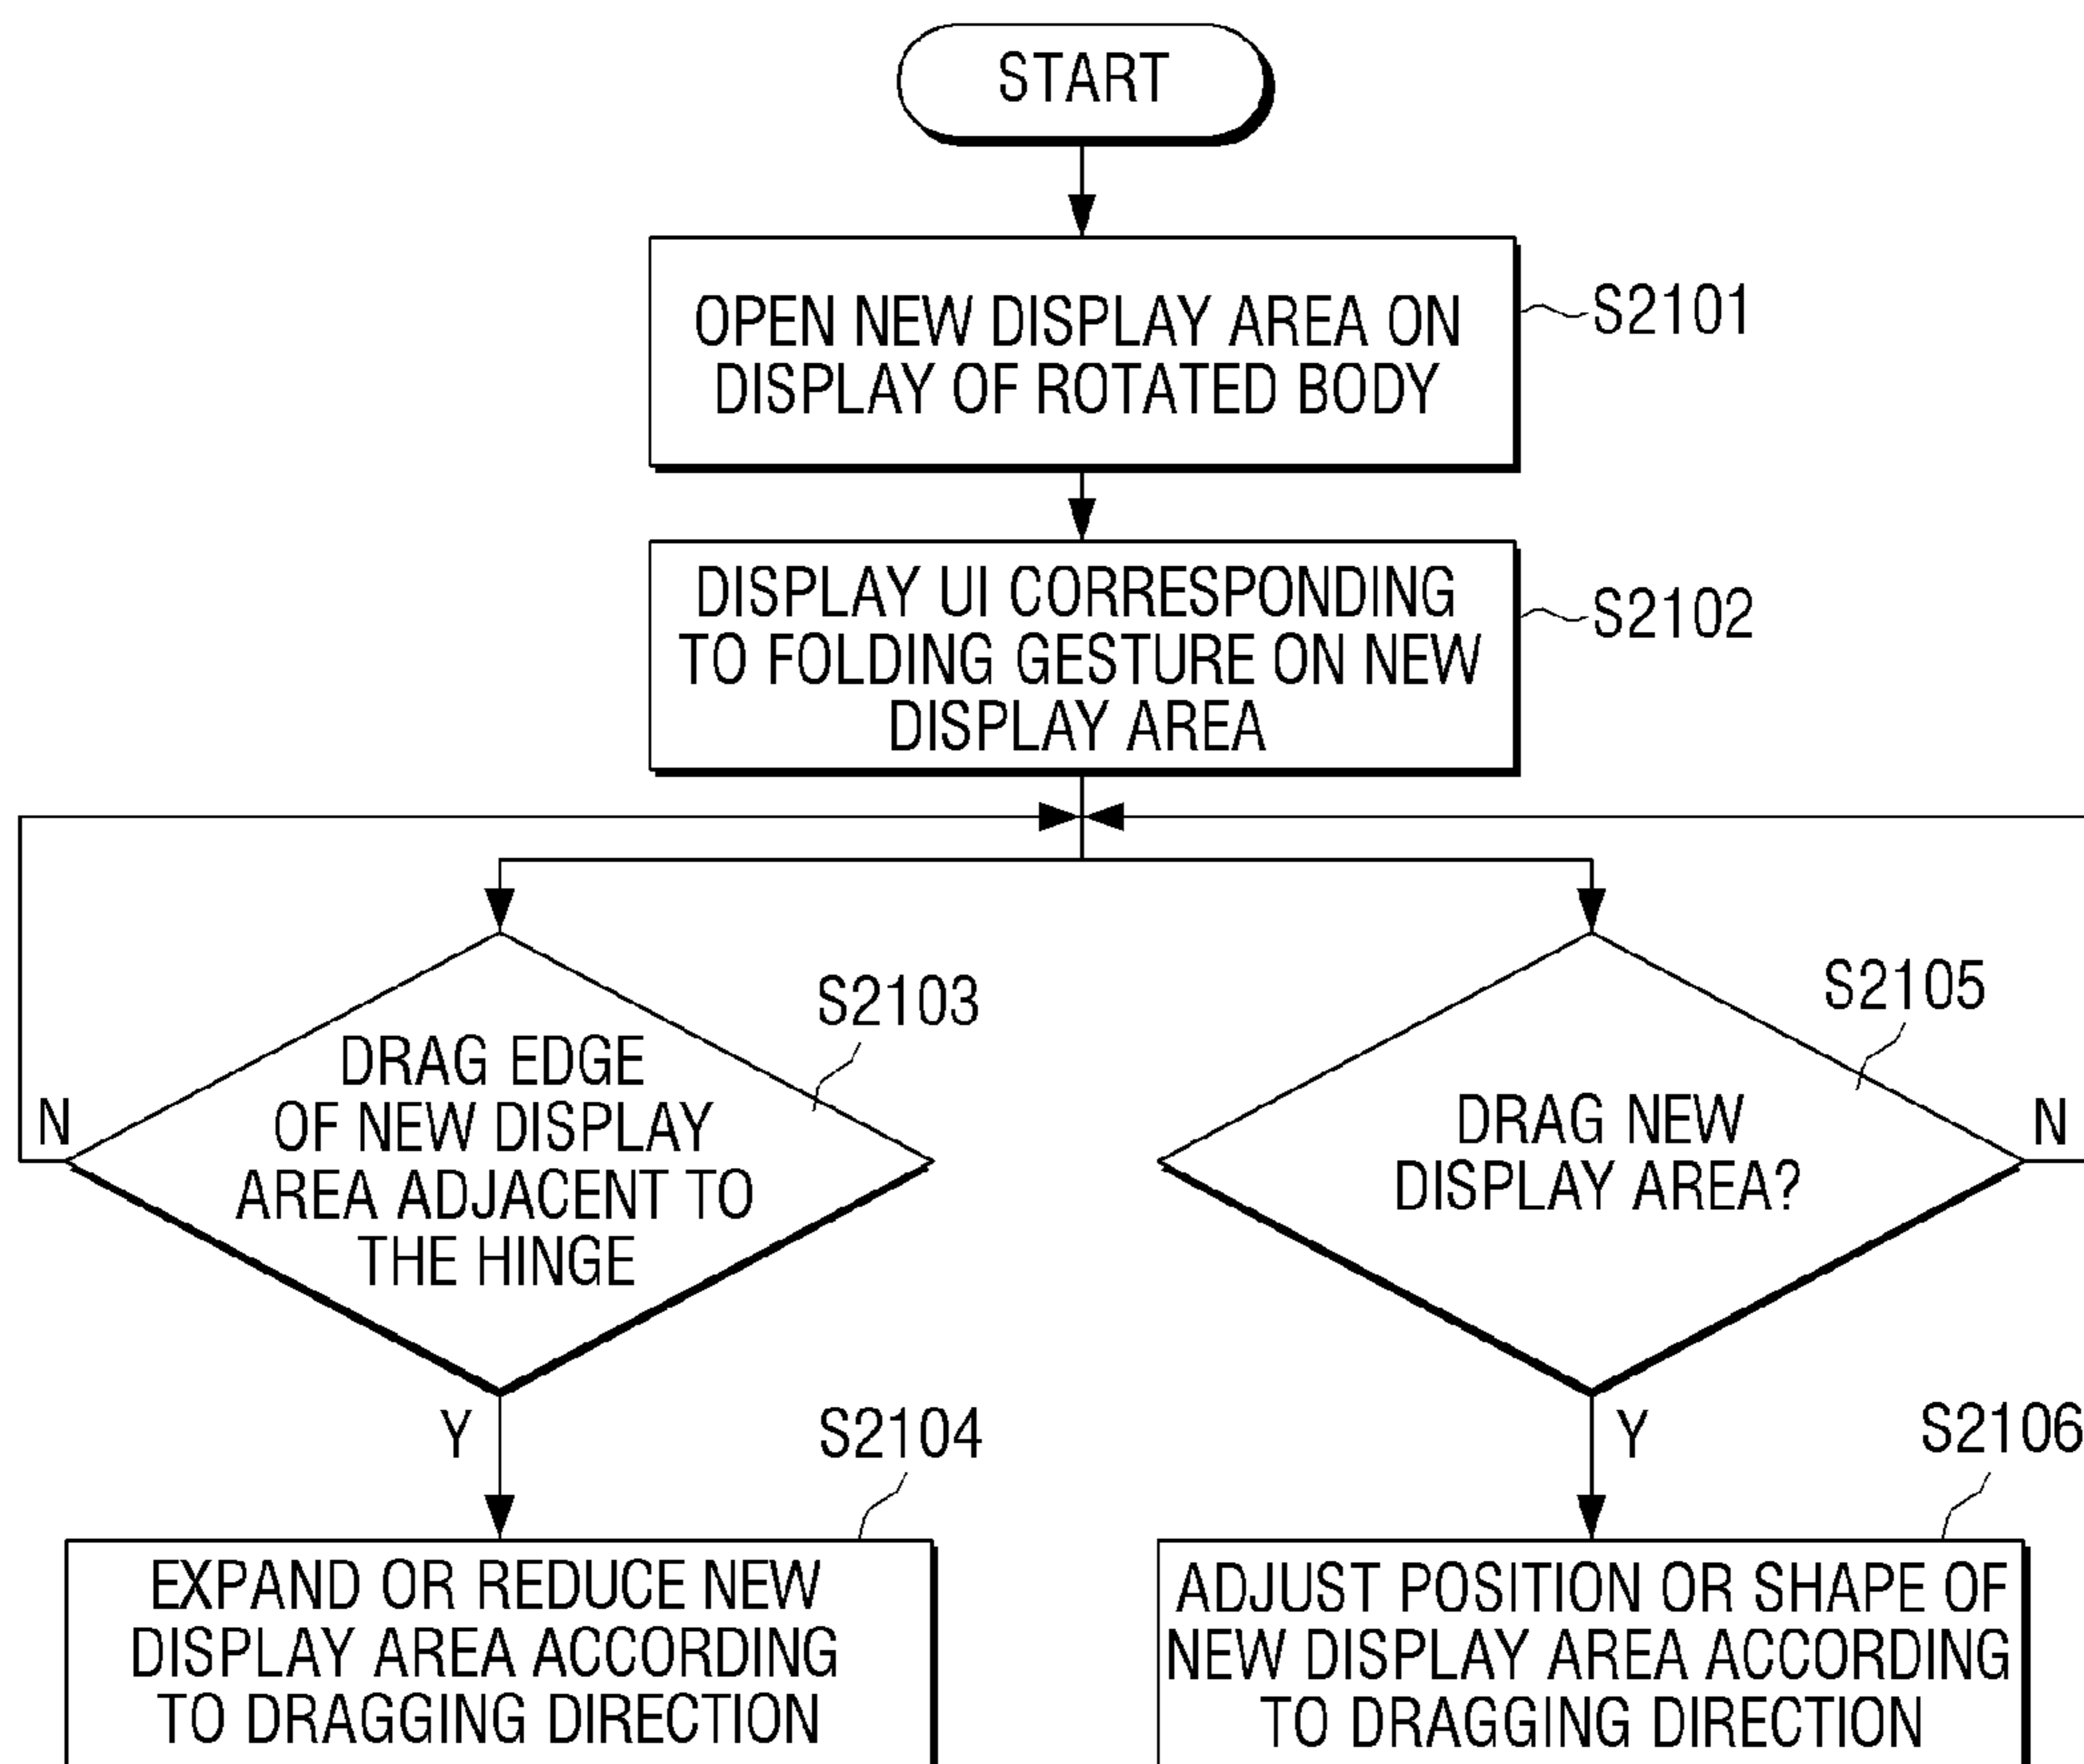 START
OPEN NEW DISPLAY AREA ON
DISPLAY OF ROTATED BODY
S2101
DISPLAY UI CORRESPONDING
TO FOLDING GESTURE ON NEW
DISPLAY AREA
S2102
DRAG EDGE
OF NEW DISPLAY
AREA ADJACENT TO
THE HINGE
S2103
N
Y
DRAG NEW
DISPLAY AREA?
S2105
N
Y
EXPAND OR REDUCE NEW
DISPLAY AREA ACCORDING
TO DRAGGING DIRECTION
S2104
ADJUST POSITION OR SHAPE OF
NEW DISPLAY AREA ACCORDING
TO DRAGGING DIRECTION
S2106